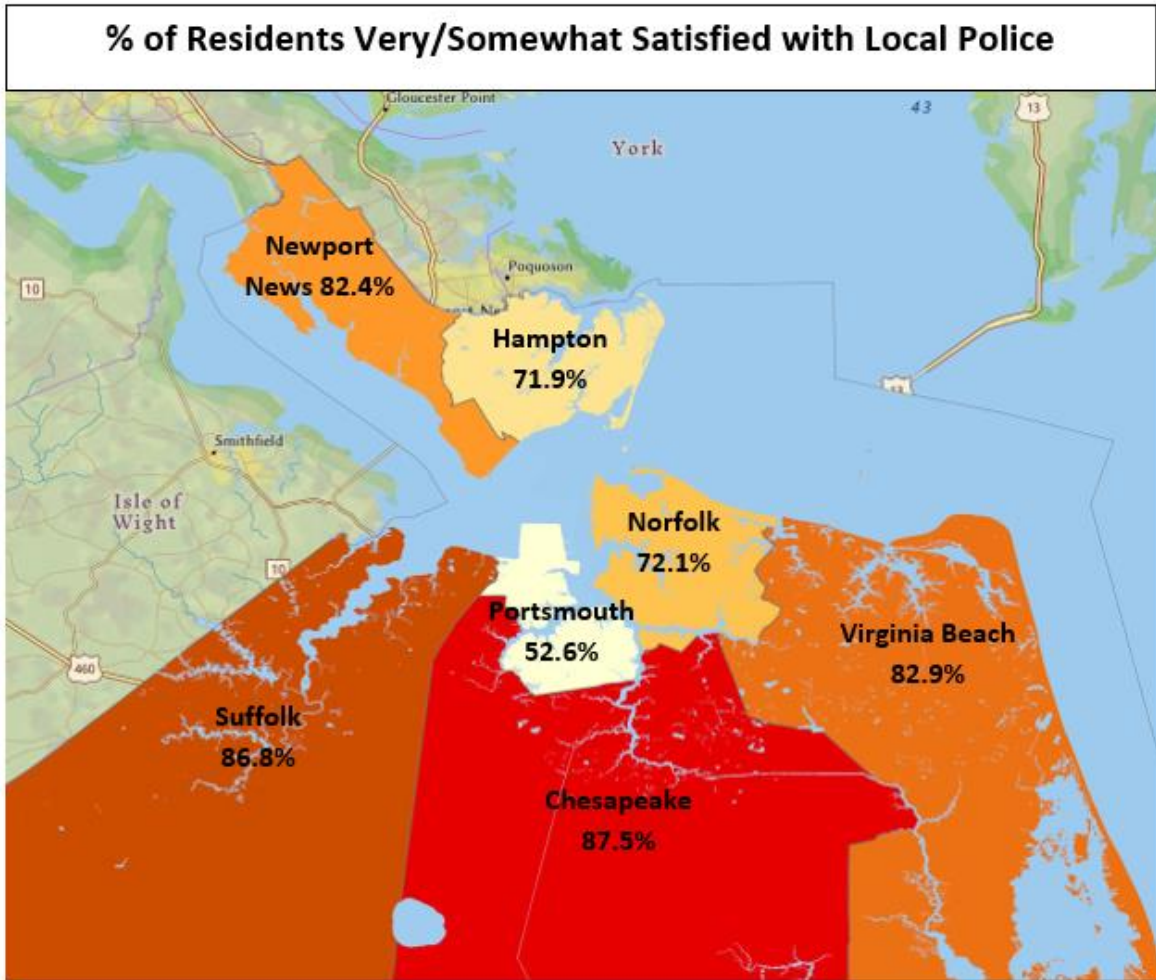 % of Residents Very/Somewhat Satisfied with Local Police
Gloucester Point
43
13
York
Newport
News 82.4%
Poquoson
10
Hampton
71.9%
13
Smithfield
Isle of
Wight
Norfolk
72.1%
10
Portsmouth
52.6%
Virginia Beach
82.9%
460
Suffolk
86.8%
Chesapeake
87.5%